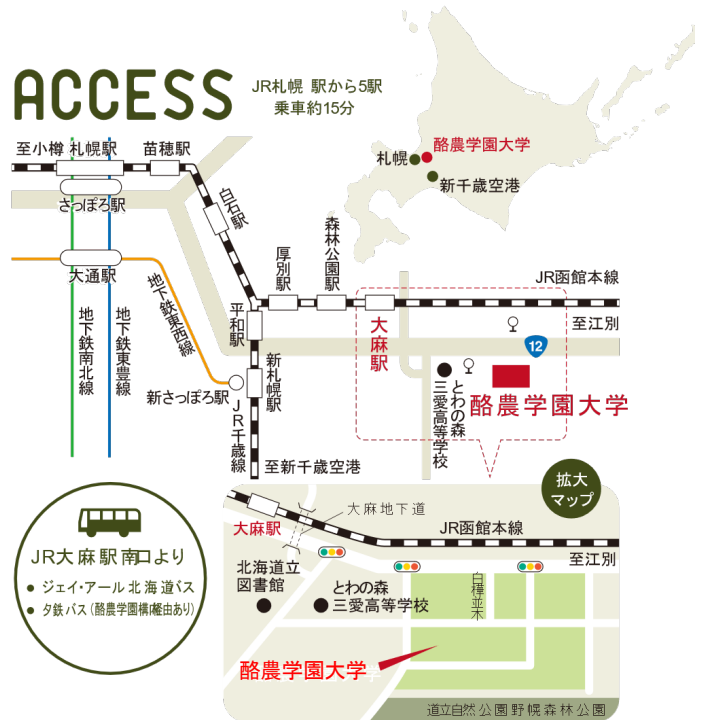 ACCESS
JR札幌 駅から5駅
乗車約15分
酪農学園大学
札幌
新千歳空港
至小樽
札幌駅
苗穂駅
さっぽろ駅
白石駅
大通駅
地下鉄南北線
地下鉄東豊線
地下鉄東西線
厚別駅
森林公園駅
JR函館本線
大麻駅
至江別
平和駅
12
新札幌駅
新さっぽろ駅
JR千歳線
至新千歳空港
とわの森
三愛高等学校
酪農学園大学
拡大
マップ
JR大麻駅南口より
● ジェイ・アール北海道バス
● 夕鉄バス(酪農学園構内経由あり)
大麻駅
大麻地下道
JR函館本線
至江別
北海道立
図書館
とわの森
三愛高等学校
白樺並木
酪農学園大学
道立自然公園野幌森林公園